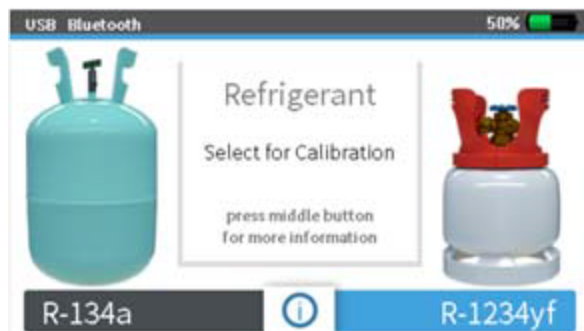 USB Bluetooth
50%
Refrigerant
Select for Calibration
press middle button
for more information
R-134a
R-1234yf